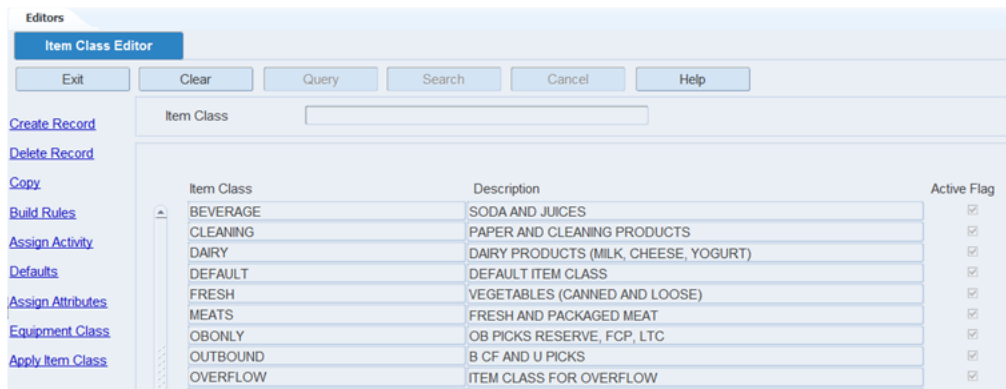 Editors
Item Class Editor
Exit Clear Query Search Cancel Help
Item Class
Create Record
Delete Record
Copy
Build Rules
Assign Activity
Defaults
Assign Attributes
Equipment Class
Apply Item Class
Item Class Description Active Flag
BEVERAGE SODA AND JUICES
CLEANING PAPER AND CLEANING PRODUCTS
DAIRY DAIRY PRODUCTS (MILK, CHEESE, YOGURT)
DEFAULT DEFAULT ITEM CLASS
FRESH VEGETABLES (CANNED AND LOOSE)
MEATS FRESH AND PACKAGED MEAT
OBONLY OB PICKS RESERVE, FCP, LTC
OUTBOUND B CF AND U PICKS
OVERFLOW ITEM CLASS FOR OVERFLOW